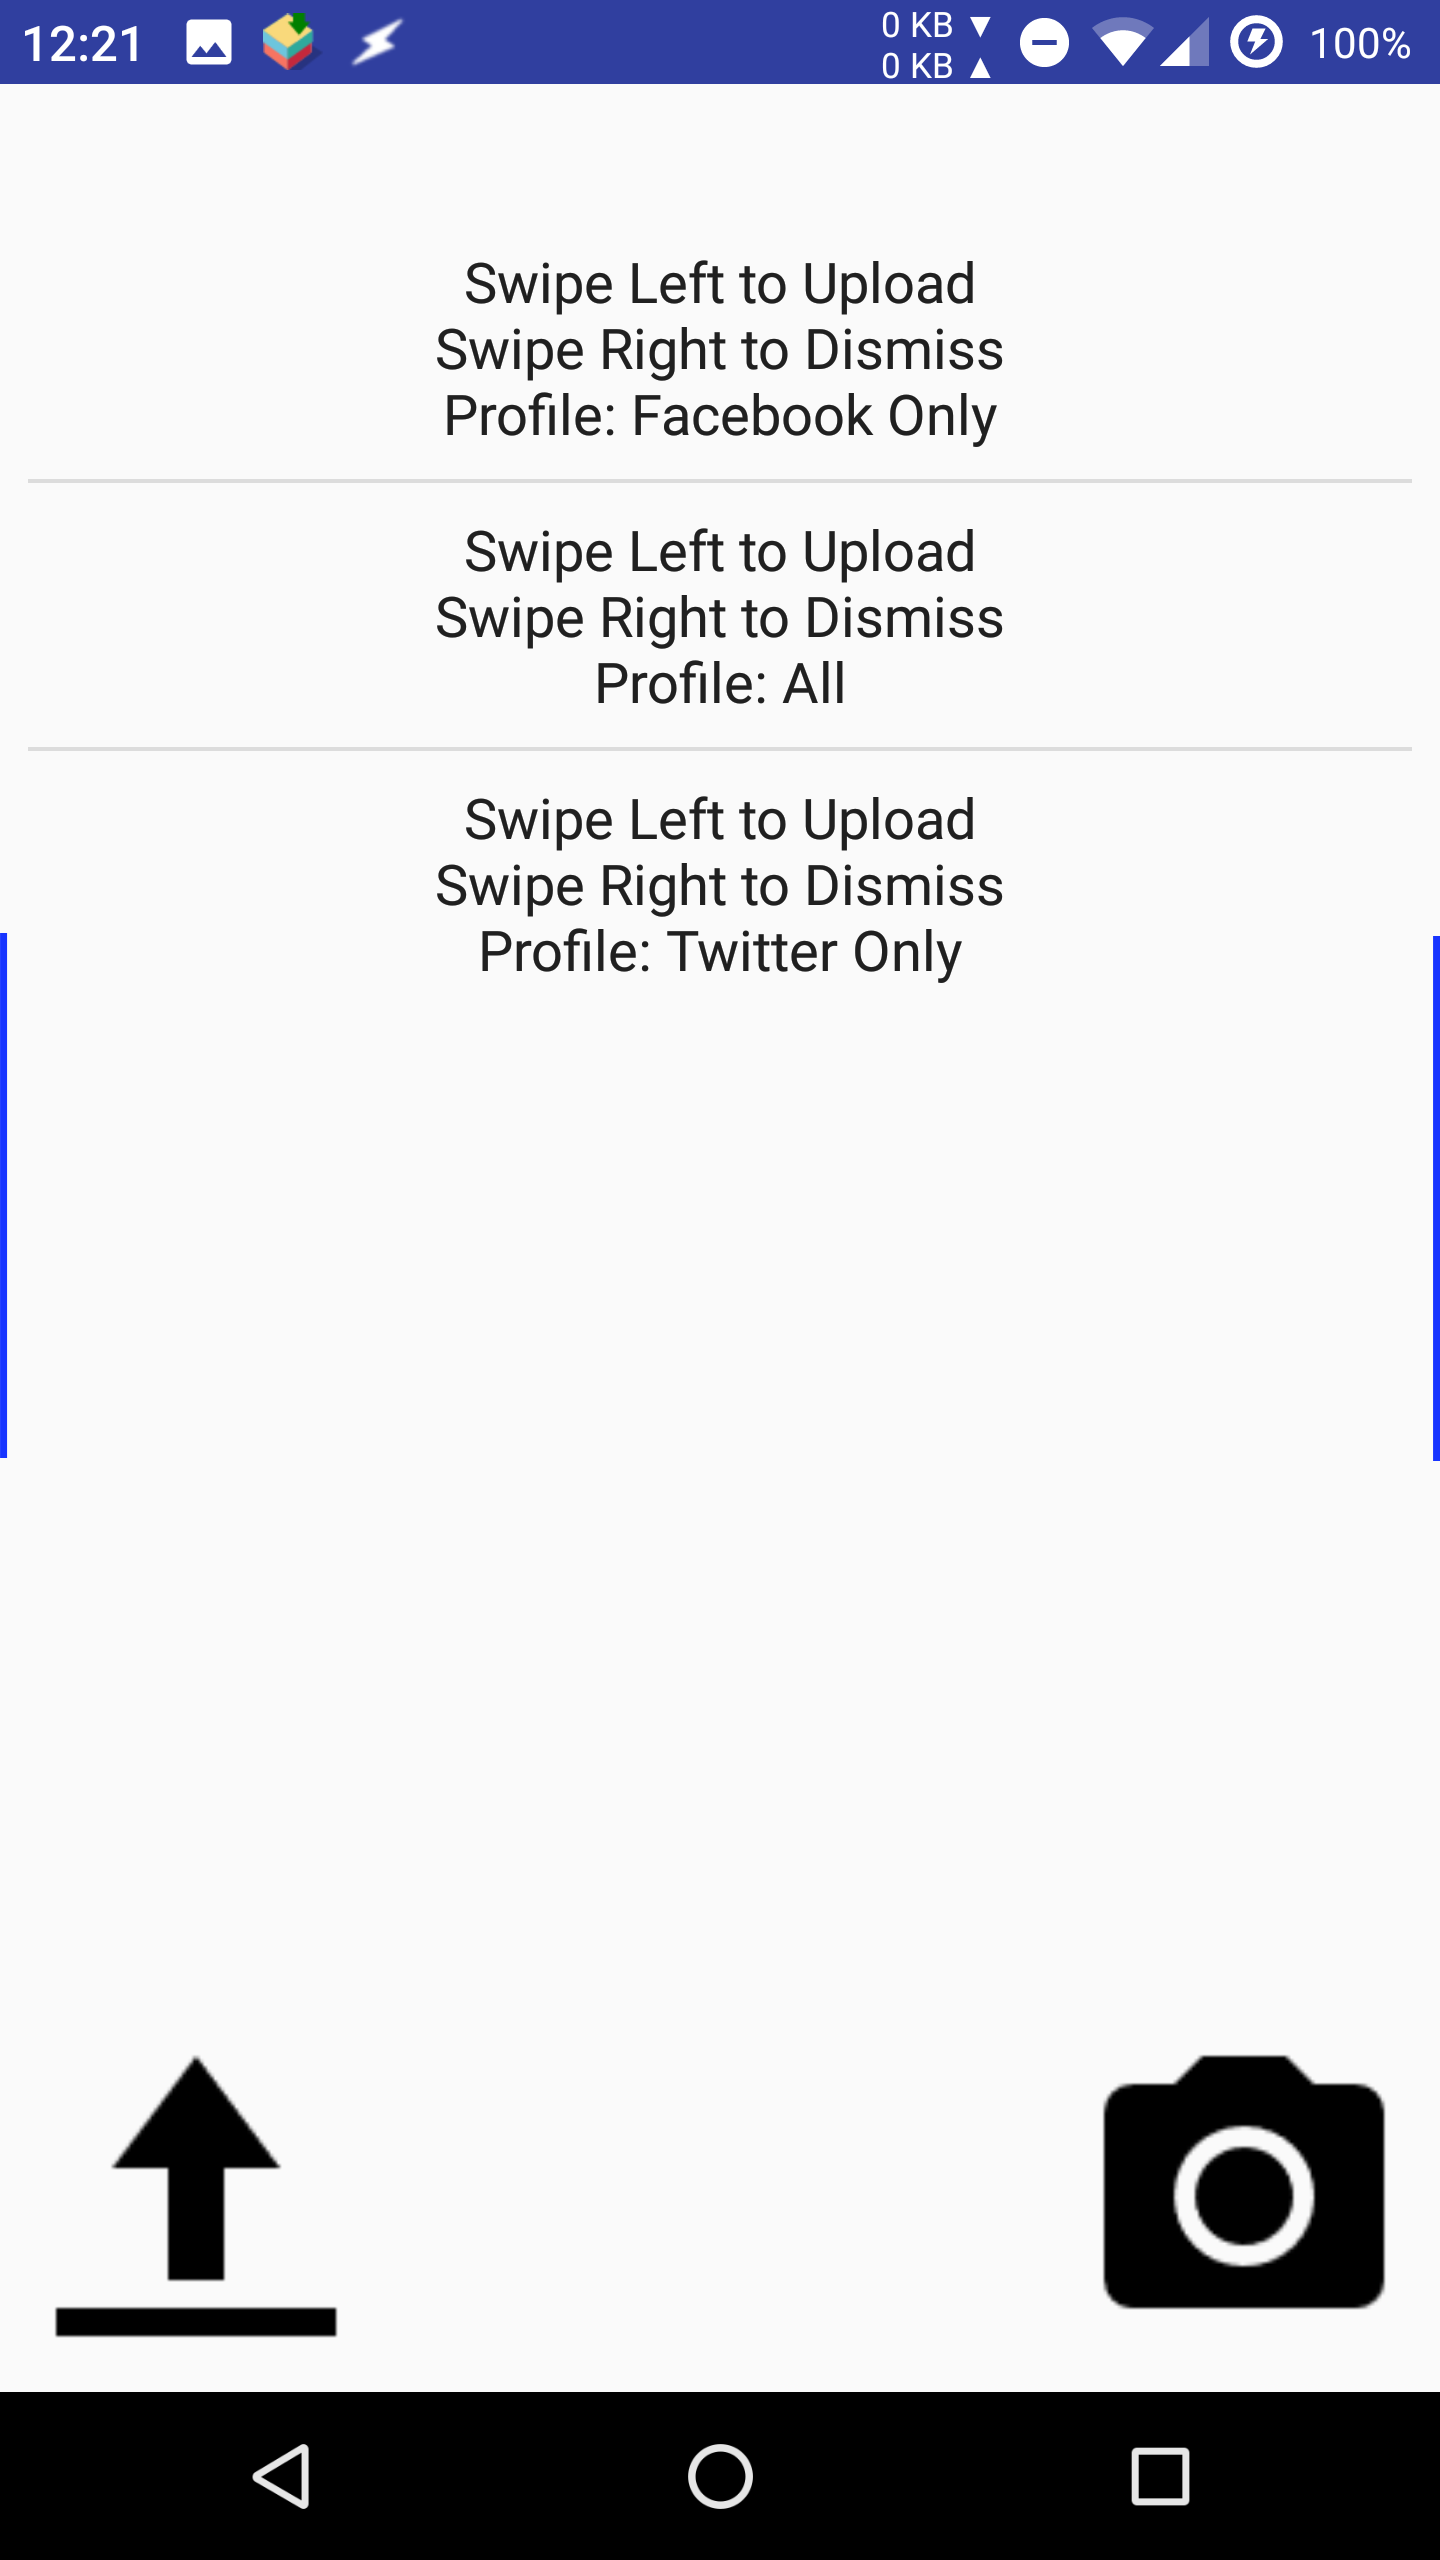 12:21
0 KB ▼
0 KB ▲
100%
Swipe Left to Upload
Swipe Right to Dismiss
Profile: Facebook Only
Swipe Left to Upload
Swipe Right to Dismiss
Profile: All
Swipe Left to Upload
Swipe Right to Dismiss
Profile: Twitter Only